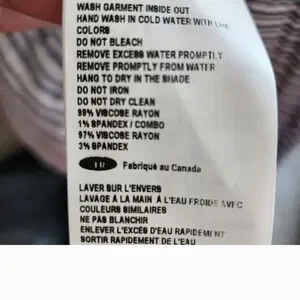 WASH GARMENT INSIDE OUT
HAND WASH IN COLD WATER WITH LIKE
COLORS
DO NOT BLEACH
REMOVE EXCESS WATER PROMPTLY
REMOVE PROMPTLY FROM WATER
HANG TO DRY IN THE SHADE
DO NOT IRON
DO NOT DRY CLEAN
99% VISCOSE RAYON
1% SPANDEX / COMBO
97% VISCOSE RAYON
3% SPANDEX
FR Fabriqué au Canada
LAVER SUR L'ENVERS
LAVAGE À LA MAIN À L'EAU FROIDE AVEC
COULEURS SIMILAIRES
NE PAS BLANCHIR
ENLEVER L'EXCÉS D'EAU RAPIDEMENT
SORTIR RAPIDEMENT DE L'EAU